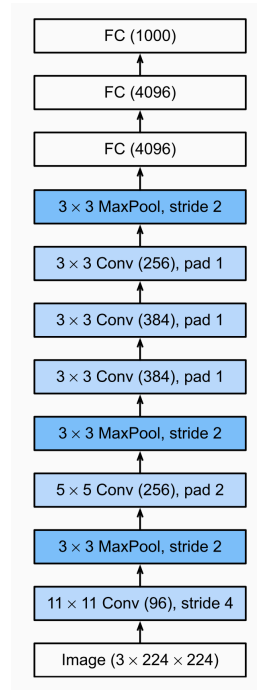 FC (1000)
FC (4096)
FC (4096)
3 × 3 MaxPool, stride 2
3 × 3 Conv (256), pad 1
3 × 3 Conv (384), pad 1
3 × 3 Conv (384), pad 1
3 × 3 MaxPool, stride 2
5 × 5 Conv (256), pad 2
3 × 3 MaxPool, stride 2
11 × 11 Conv (96), stride 4
Image (3 × 224 × 224)